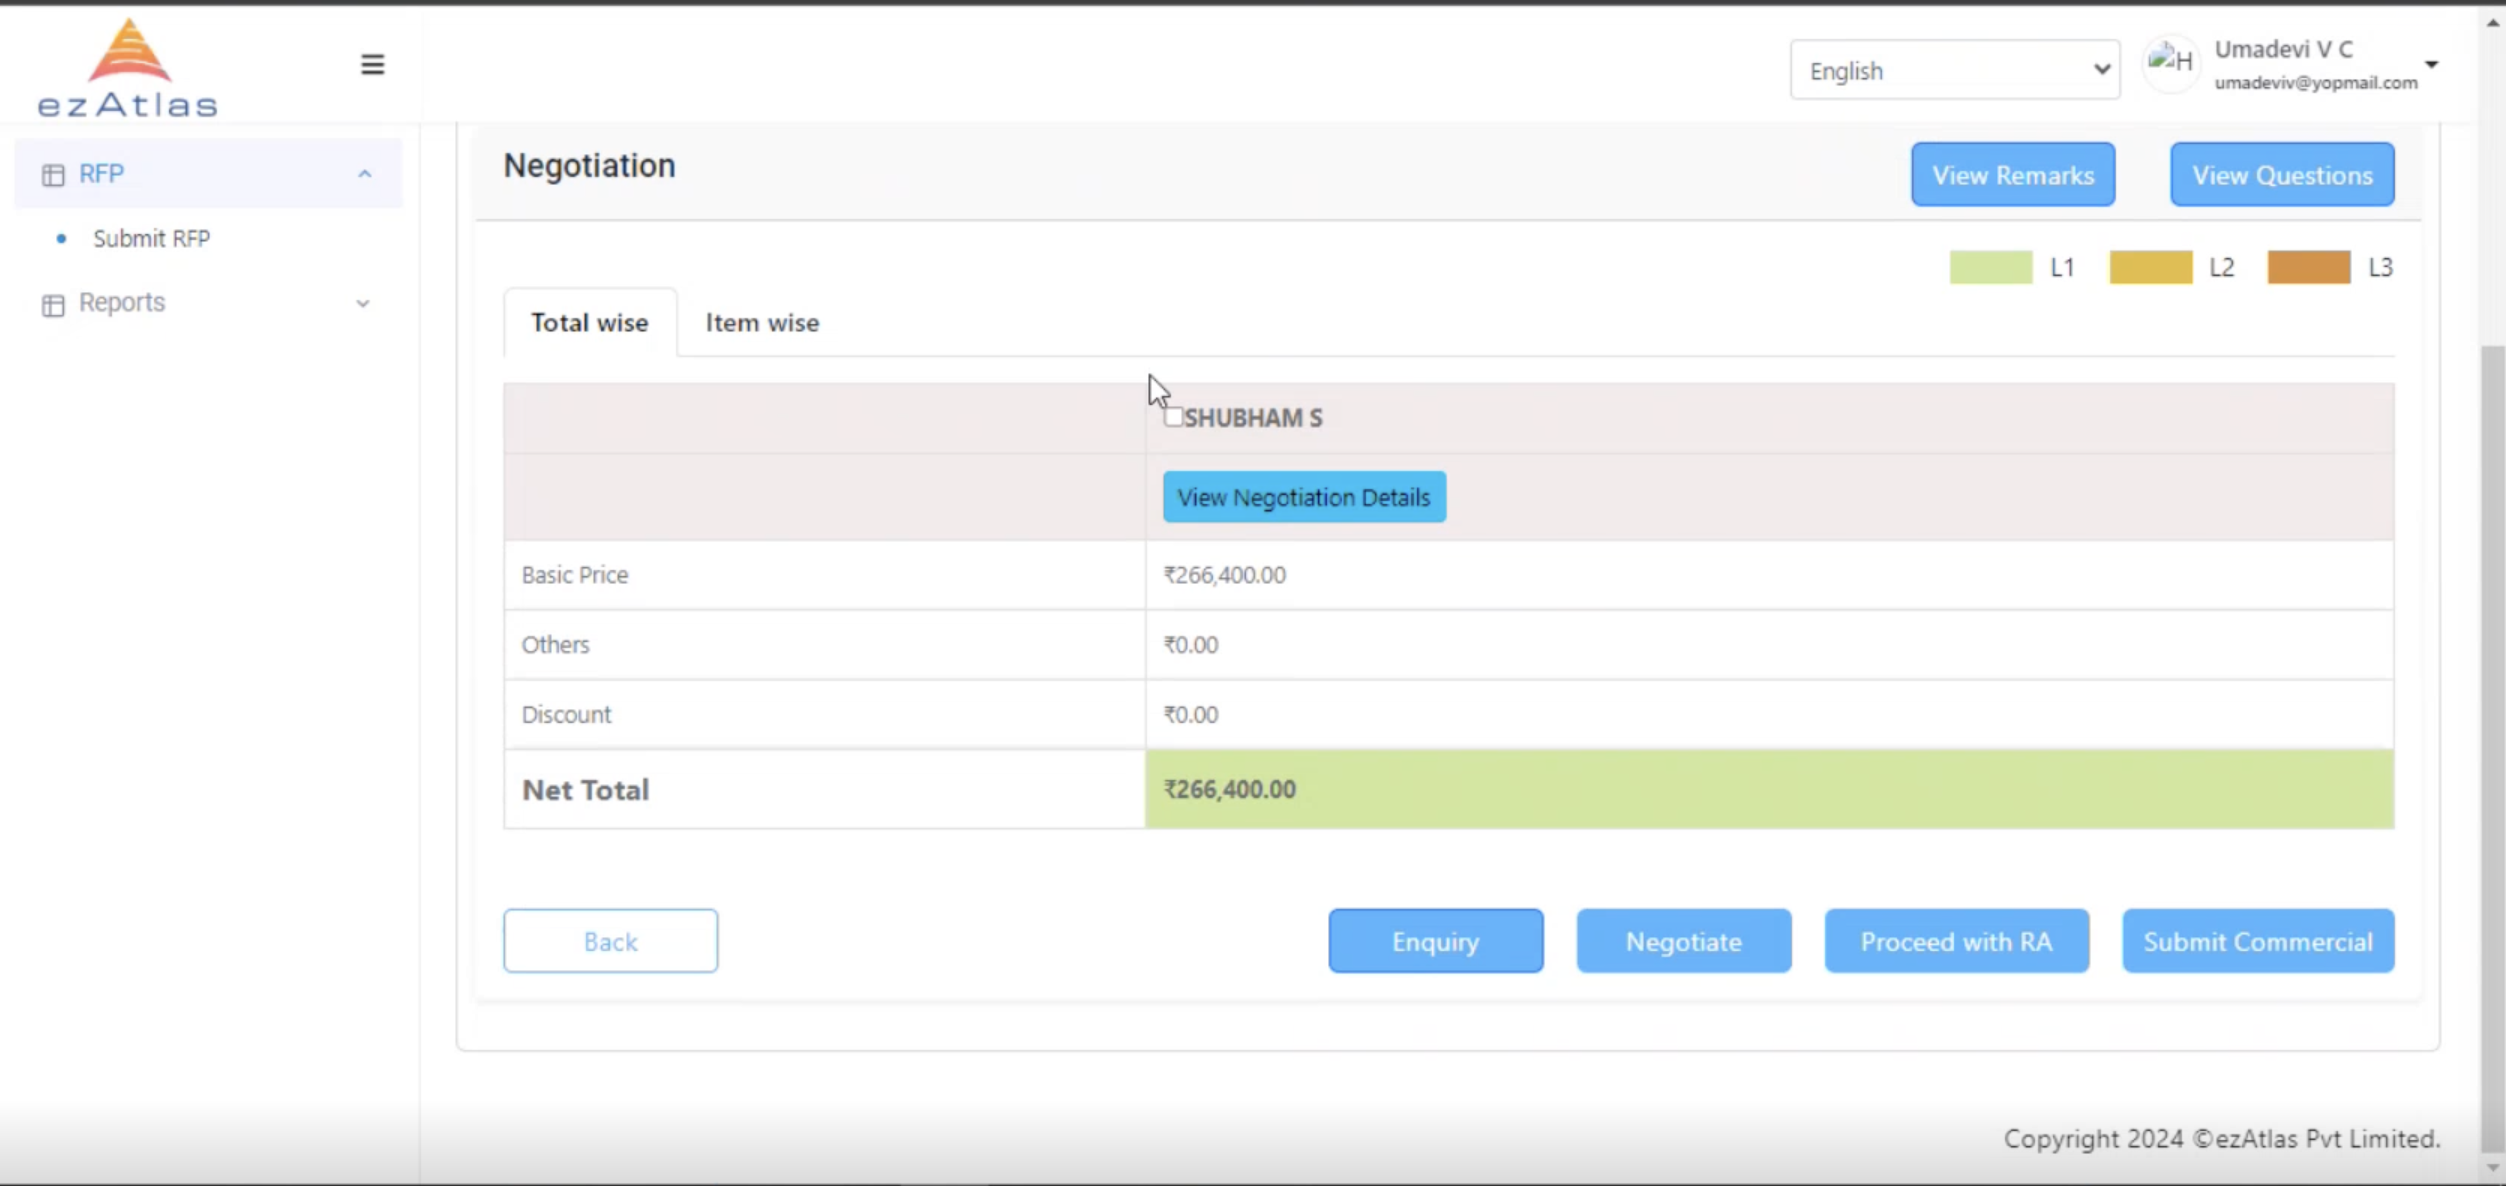 ezAtlas
English
H
Umadevi V C
umadeviv@yopmail.com
RFP
Submit RFP
Reports
Negotiation
View Remarks
View Questions
L1
L2
L3
Total wise
Item wise
SHUBHAM S
View Negotiation Details
Basic Price
₹266,400.00
Others
₹0.00
Discount
₹0.00
Net Total
₹266,400.00
Back
Enquiry
Negotiate
Proceed with RA
Submit Commercial
Copyright 2024 ©ezAtlas Pvt Limited.